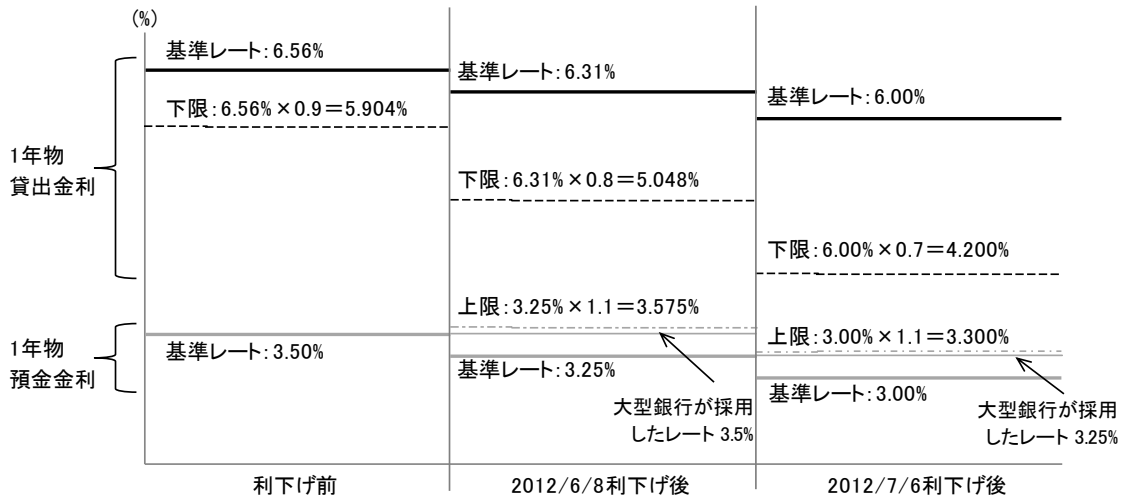 (%)
基準レート：6.56%
下限：6.56%×0.9＝5.904%
基準レート：6.31%
下限：6.31%×0.8＝5.048%
基準レート：6.00%
下限：6.00%×0.7＝4.200%
1年物
貸出金利
1年物
預金金利
基準レート：3.50%
上限：3.25%×1.1＝3.575%
基準レート：3.25%
大型銀行が採用
したレート 3.5%
上限：3.00%×1.1＝3.300%
基準レート：3.00%
大型銀行が採用
したレート 3.25%
利下げ前
2012/6/8利下げ後
2012/7/6利下げ後